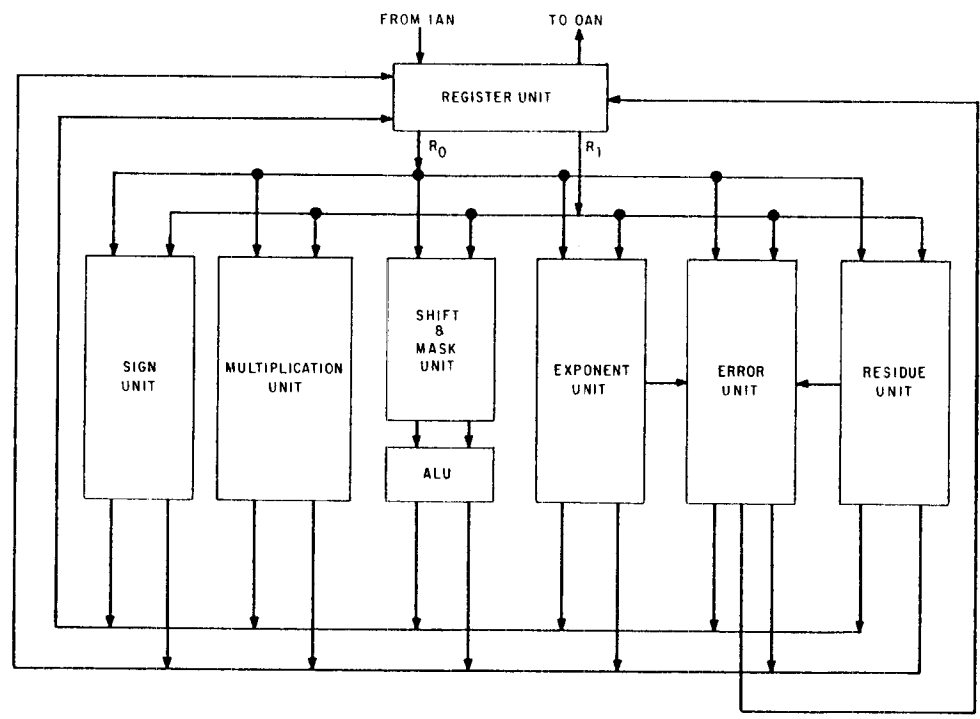 FROM IAN
TO OAN
REGISTER UNIT
R0
R1
SIGN
UNIT
MULTIPLICATION
UNIT
SHIFT
8
MASK
UNIT
ALU
EXPONENT
UNIT
ERROR
UNIT
RESIDUE
UNIT